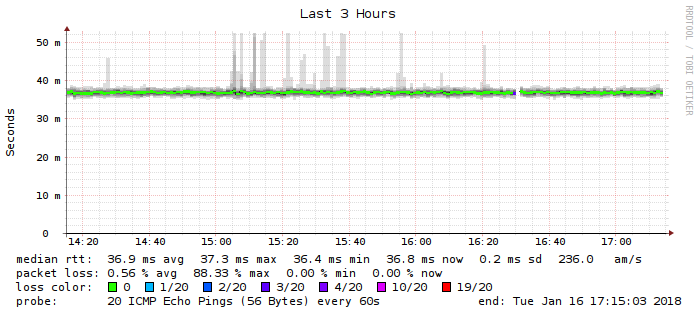 Last 3 Hours
RRDTOOL / TOBI OETIKER
Seconds
50 m
40 m
30 m
20 m
10 m
0
14:20 14:40 15:00 15:20 15:40 16:00 16:20 16:40 17:00
median rtt: 36.9 ms avg 37.3 ms max 36.4 ms min 36.8 ms now 0.2 ms sd 236.0 am/s
packet loss: 0.56 % avg 88.33 % max 0.00 % min 0.00 % now
loss color: 0 1/20 2/20 3/20 4/20 10/20 19/20
probe: 20 ICMP Echo Pings (56 Bytes) every 60s end: Tue Jan 16 17:15:03 2018